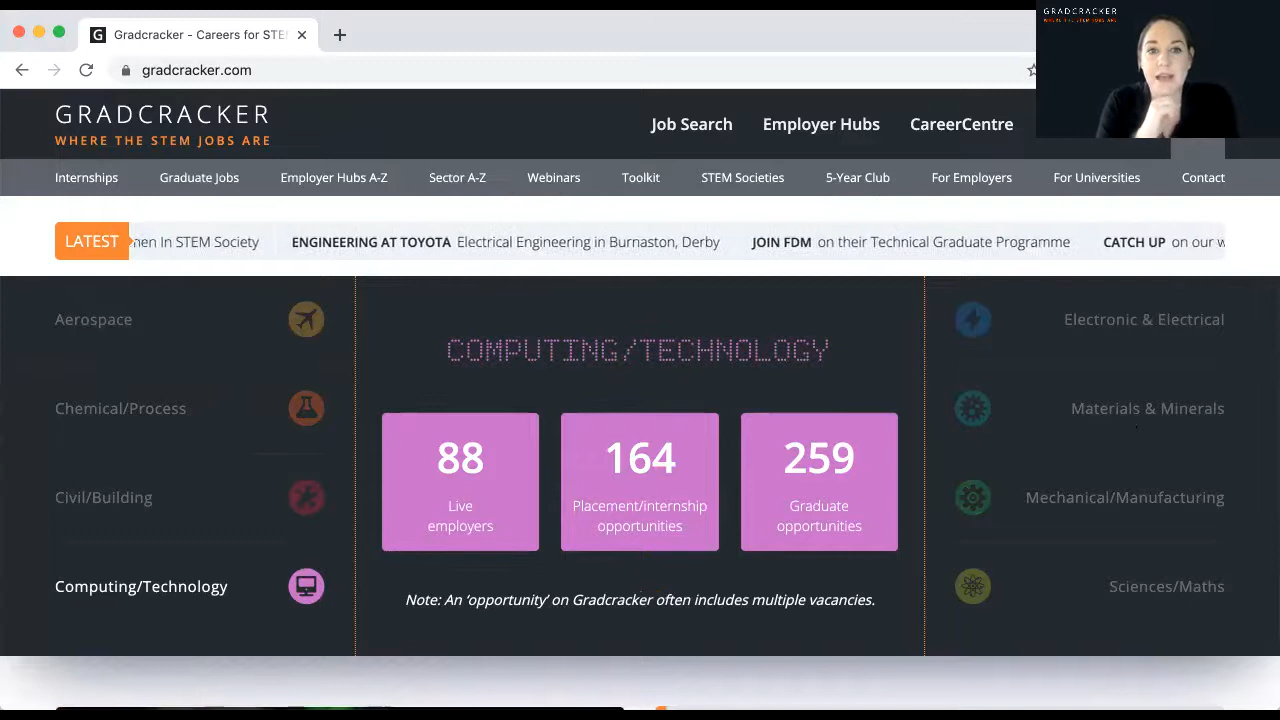 Gradcracker - Careers for STE
gradcracker.com
GRADCRACKER
WHERE THE STEM JOBS ARE
GRADCRACKER
WHERE THE STEM JOBS ARE
Job Search Employer Hubs CareerCentre
Internships Graduate Jobs Employer Hubs A-Z Sector A-Z Webinars Toolkit STEM Societies 5-Year Club For Employers For Universities Contact
LATEST men In STEM Society ENGINEERING AT TOYOTA Electrical Engineering in Burnaston, Derby JOIN FDM on their Technical Graduate Programme CATCH UP on our w
Aerospace
Chemical/Process
Civil/Building
Computing/Technology
COMPUTING/TECHNOLOGY
88
Live
employers
164
Placement/internship
opportunities
259
Graduate
opportunities
Note: An 'opportunity' on Gradcracker often includes multiple vacancies.
Electronic & Electrical
Materials & Minerals
Mechanical/Manufacturing
Sciences/Maths